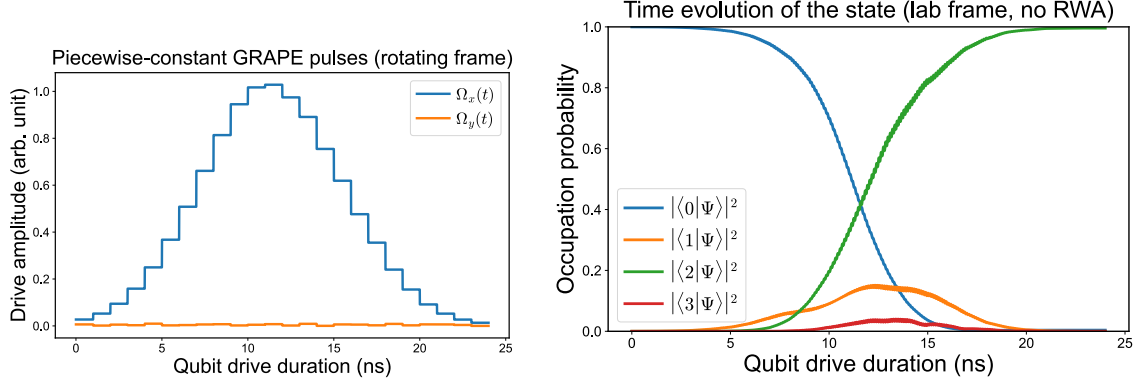 Piecewise-constant GRAPE pulses (rotating frame)
Drive amplitude (arb. unit)
1.0
0.8
0.6
0.4
0.2
0.0
Ωx(t)
Ωy(t)
0 5 10 15 20 25
Qubit drive duration (ns)
Time evolution of the state (lab frame, no RWA)
Occupation probability
1.0
0.8
0.6
0.4
0.2
0.0
|⟨0|Ψ⟩|²
|⟨1|Ψ⟩|²
|⟨2|Ψ⟩|²
|⟨3|Ψ⟩|²
0 5 10 15 20 25
Qubit drive duration (ns)